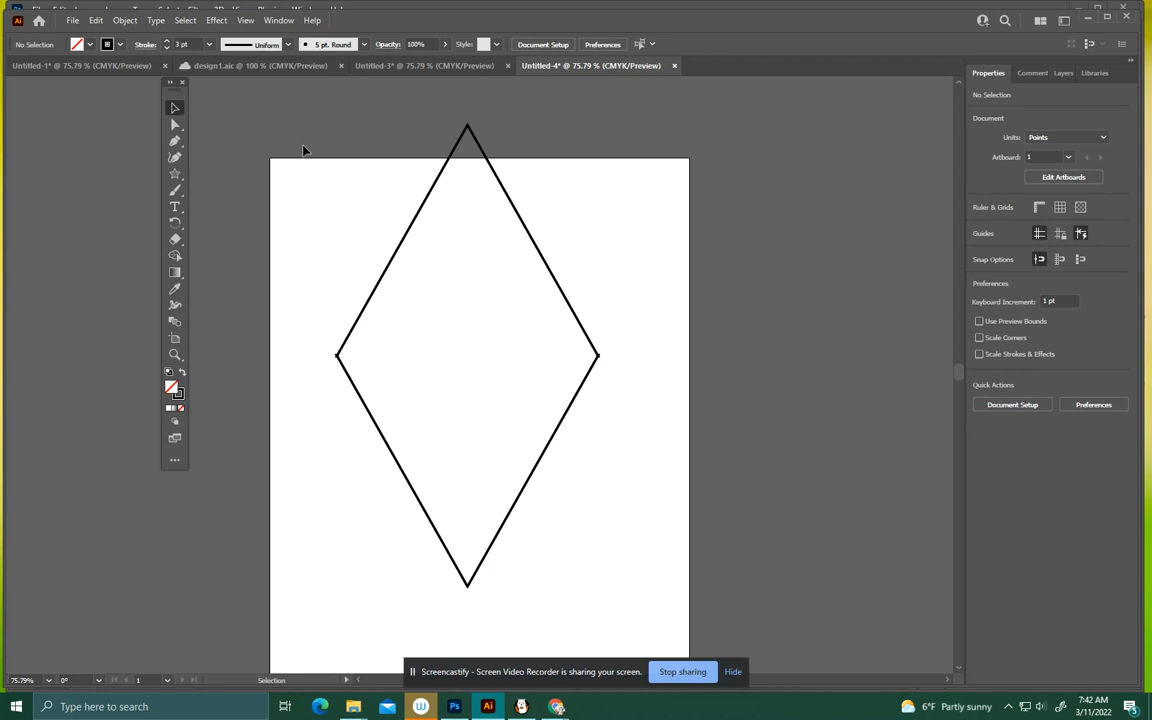 Ai File Edit Object Type Select Effect View Window Help
No Selection Stroke: 3 pt Uniform 5 pt. Round Opacity: 100% Style: Document Setup Preferences
Untitled-1* @ 75.79 % (CMYK/Preview) × design1.aic @ 100 % (CMYK/Preview) × Untitled-3* @ 75.79 % (CMYK/Preview) × Untitled-4* @ 75.79 % (CMYK/Preview) ×
Properties Comment Layers Libraries
No Selection
Document
Units: Points
Artboard: 1
Edit Artboards
Ruler & Grids
Guides
Snap Options
Preferences
Keyboard Increment: 1 pt
Use Preview Bounds
Scale Corners
Scale Strokes & Effects
Quick Actions
Document Setup Preferences
Screencastify - Screen Video Recorder is sharing your screen. Stop sharing Hide
75.79% 0° 1 Selection
Type here to search Ps Ai 6°F Partly sunny 7:42 AM
3/11/2022 5